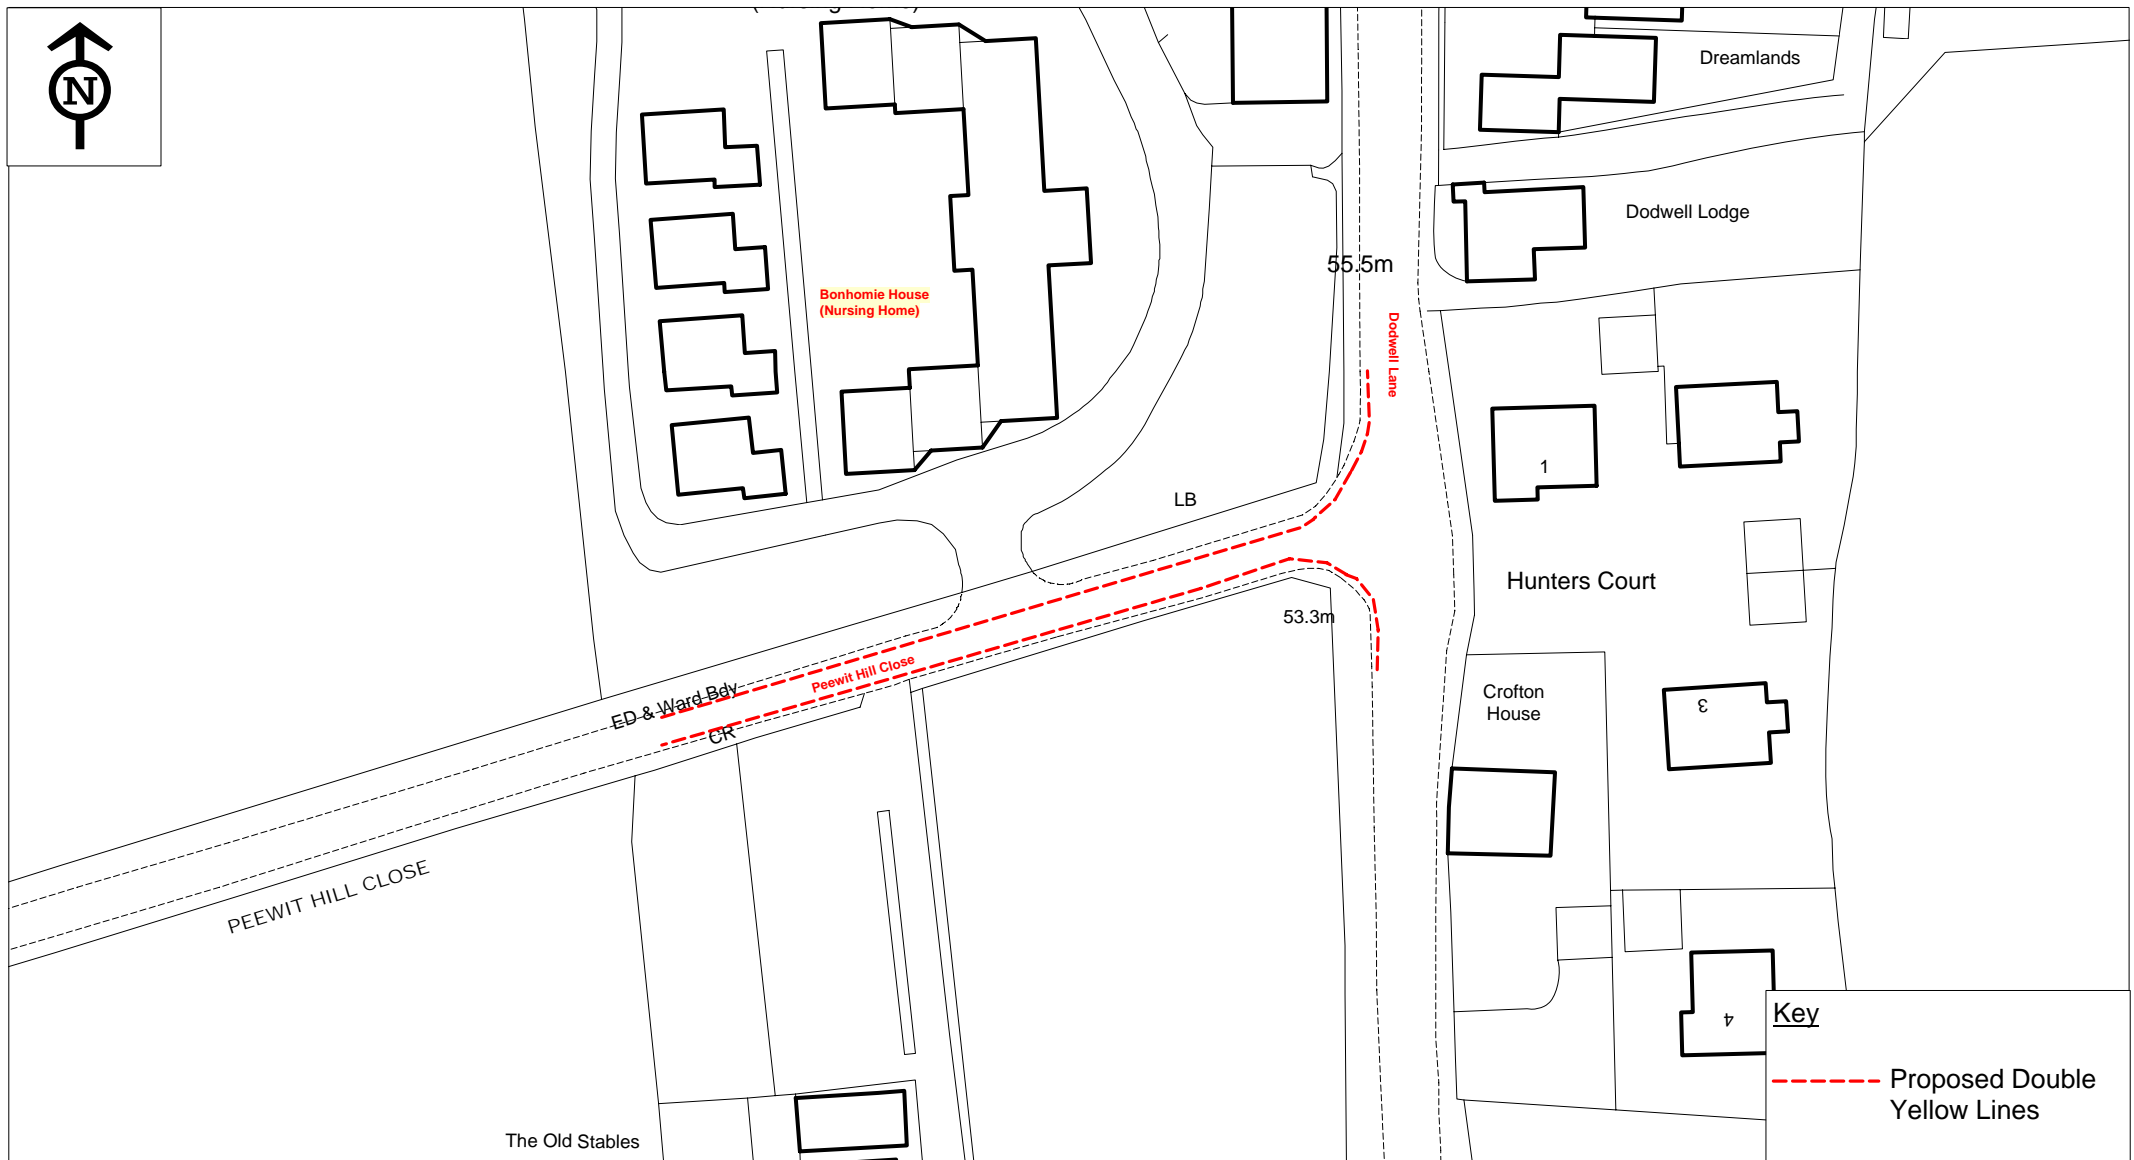 N
Dreamlands
Dodwell Lodge
55.5m
Bonhomie House
(Nursing Home)
Dodwell Lane
1
LB
Hunters Court
53.3m
Peewit Hill Close
ED & Ward Bdy
CR
Crofton
House
3
PEEWIT HILL CLOSE
4
Key
Proposed Double
Yellow Lines
The Old Stables